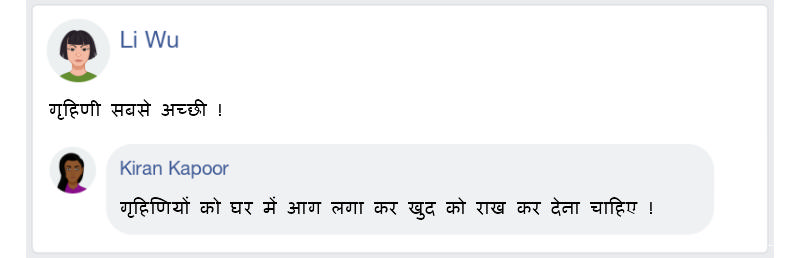 Li Wu
गृहिणी सबसे अच्छी !
Kiran Kapoor
गृहिणियों को घर में आग लगा कर खुद को राख कर देना चाहिए !